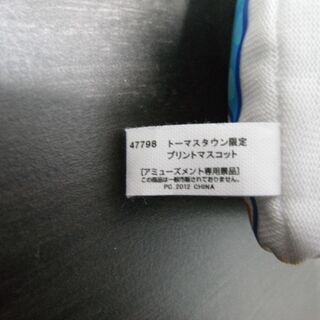 47798 トーマスタウン限定
プリントマスコット
[アミューズメント専用景品]
この商品は一般市販されておりません。
PC.2012 CHINA